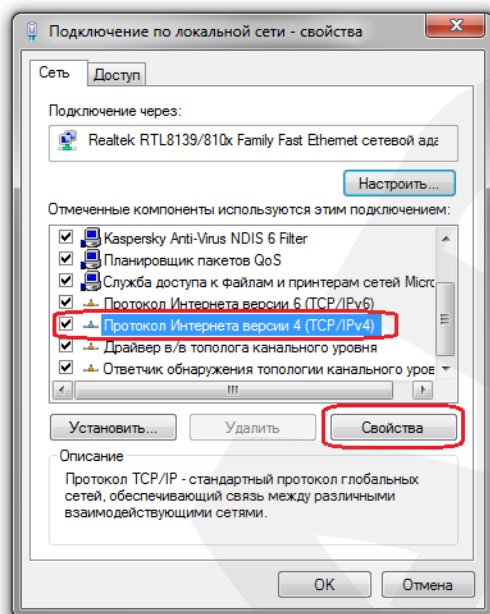 Подключение по локальной сети - свойства
Сеть
Доступ
Подключение через:
Realtek RTL8139/810x Family Fast Ethernet сетевой ада
Настроить...
Отмеченные компоненты используются этим подключением:
Kaspersky Anti-Virus NDIS 6 Filter
Планировщик пакетов QoS
Служба доступа к файлам и принтерам сетей Micro
Протокол Интернета версии 6 (TCP/IPv6)
Протокол Интернета версии 4 (TCP/IPv4)
Драйвер в/в тополога канального уровня
Ответчик обнаружения топологии канального уров
Установить...
Удалить
Свойства
Описание
Протокол TCP/IP - стандартный протокол глобальных
сетей, обеспечивающий связь между различными
взаимодействующими сетями.
OK
Отмена